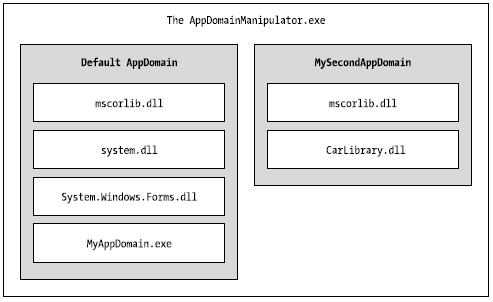 The AppDomainManipulator.exe
Default AppDomain
mscorlib.dll
system.dll
System.Windows.Forms.dll
MyAppDomain.exe
MySecondAppDomain
mscorlib.dll
CarLibrary.dll